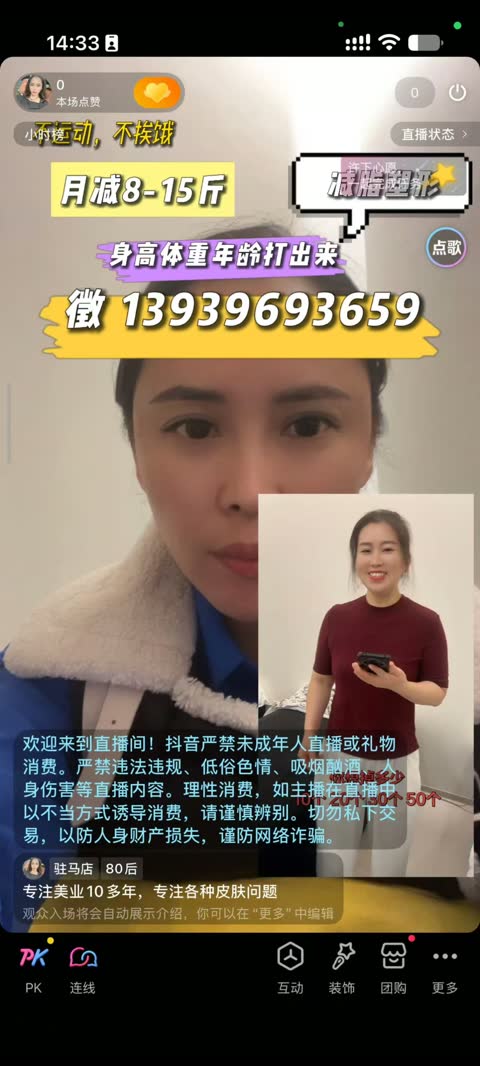 14:33
0
本场点赞
0
小时榜
不运动，不挨饿
直播状态
月减8-15斤
许下心愿
减脂塑形
点歌
身高体重年龄打出来
徵 13939693659
欢迎来到直播间！抖音严禁未成年人直播或礼物
消费。严禁违法违规、低俗色情、吸烟酗酒、人
身伤害等直播内容。理性消费，如主播在直播中
以不当方式诱导消费，请谨慎辨别。切勿私下交
易，以防人身财产损失，谨防网络诈骗。
多少
10个 20个 30个 50个
驻马店 80后
专注美业10多年，专注各种皮肤问题
观众入场将会自动展示介绍，你可以在“更多”中编辑
PK
PK
连线
互动
装饰
团购
更多